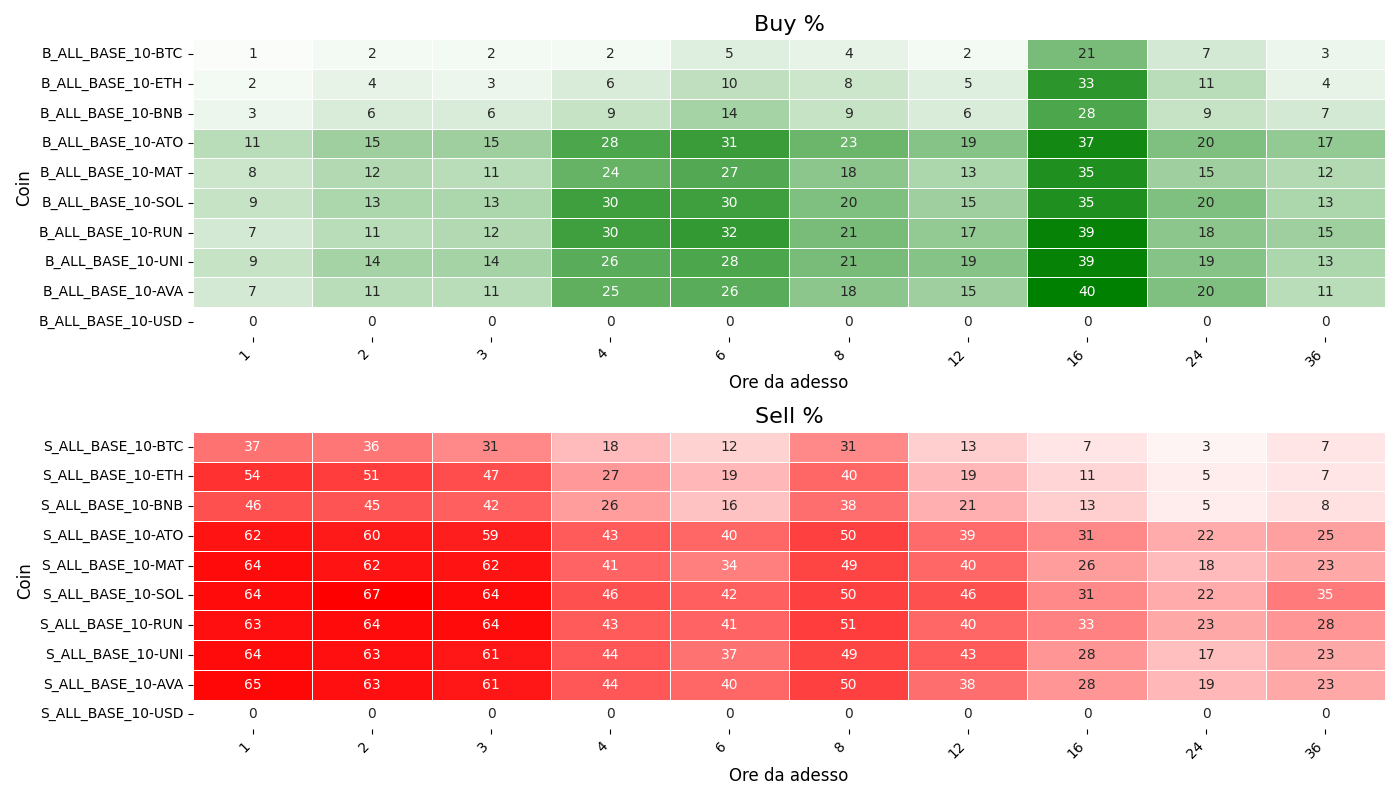 Buy %
Coin
B_ALL_BASE_10-BTC 1 2 2 2 5 4 2 21 7 3
B_ALL_BASE_10-ETH 2 4 3 6 10 8 5 33 11 4
B_ALL_BASE_10-BNB 3 6 6 9 14 9 6 28 9 7
B_ALL_BASE_10-ATO 11 15 15 28 31 23 19 37 20 17
B_ALL_BASE_10-MAT 8 12 11 24 27 18 13 35 15 12
B_ALL_BASE_10-SOL 9 13 13 30 30 20 15 35 20 13
B_ALL_BASE_10-RUN 7 11 12 30 32 21 17 39 18 15
B_ALL_BASE_10-UNI 9 14 14 26 28 21 19 39 19 13
B_ALL_BASE_10-AVA 7 11 11 25 26 18 15 40 20 11
B_ALL_BASE_10-USD 0 0 0 0 0 0 0 0 0 0
1 2 3 4 6 8 12 16 24 36
Ore da adesso
Sell %
Coin
S_ALL_BASE_10-BTC 37 36 31 18 12 31 13 7 3 7
S_ALL_BASE_10-ETH 54 51 47 27 19 40 19 11 5 7
S_ALL_BASE_10-BNB 46 45 42 26 16 38 21 13 5 8
S_ALL_BASE_10-ATO 62 60 59 43 40 50 39 31 22 25
S_ALL_BASE_10-MAT 64 62 62 41 34 49 40 26 18 23
S_ALL_BASE_10-SOL 64 67 64 46 42 50 46 31 22 35
S_ALL_BASE_10-RUN 63 64 64 43 41 51 40 33 23 28
S_ALL_BASE_10-UNI 64 63 61 44 37 49 43 28 17 23
S_ALL_BASE_10-AVA 65 63 61 44 40 50 38 28 19 23
S_ALL_BASE_10-USD 0 0 0 0 0 0 0 0 0 0
1 2 3 4 6 8 12 16 24 36
Ore da adesso